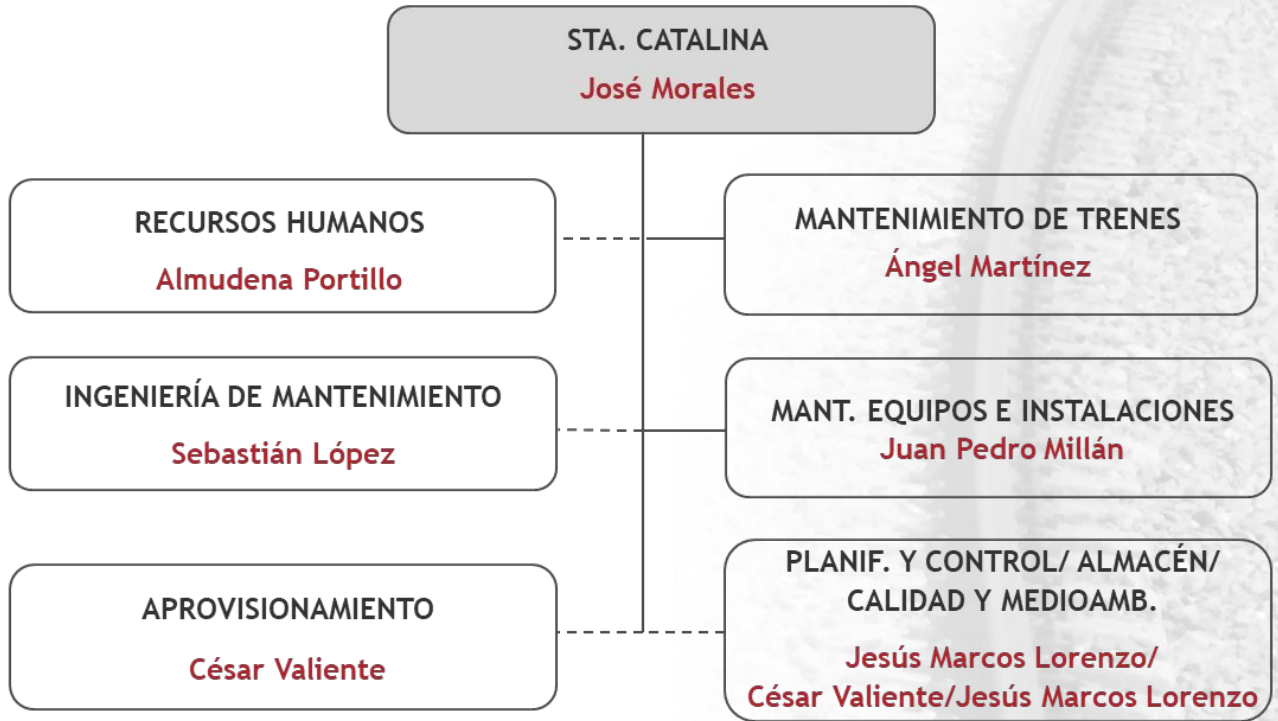 STA. CATALINA
José Morales
RECURSOS HUMANOS
Almudena Portillo
MANTENIMIENTO DE TRENES
Ángel Martínez
INGENIERÍA DE MANTENIMIENTO
Sebastián López
MANT. EQUIPOS E INSTALACIONES
Juan Pedro Millán
APROVISIONAMIENTO
César Valiente
PLANIF. Y CONTROL/ ALMACÉN/
CALIDAD Y MEDIOAMB.
Jesús Marcos Lorenzo/
César Valiente/Jesús Marcos Lorenzo